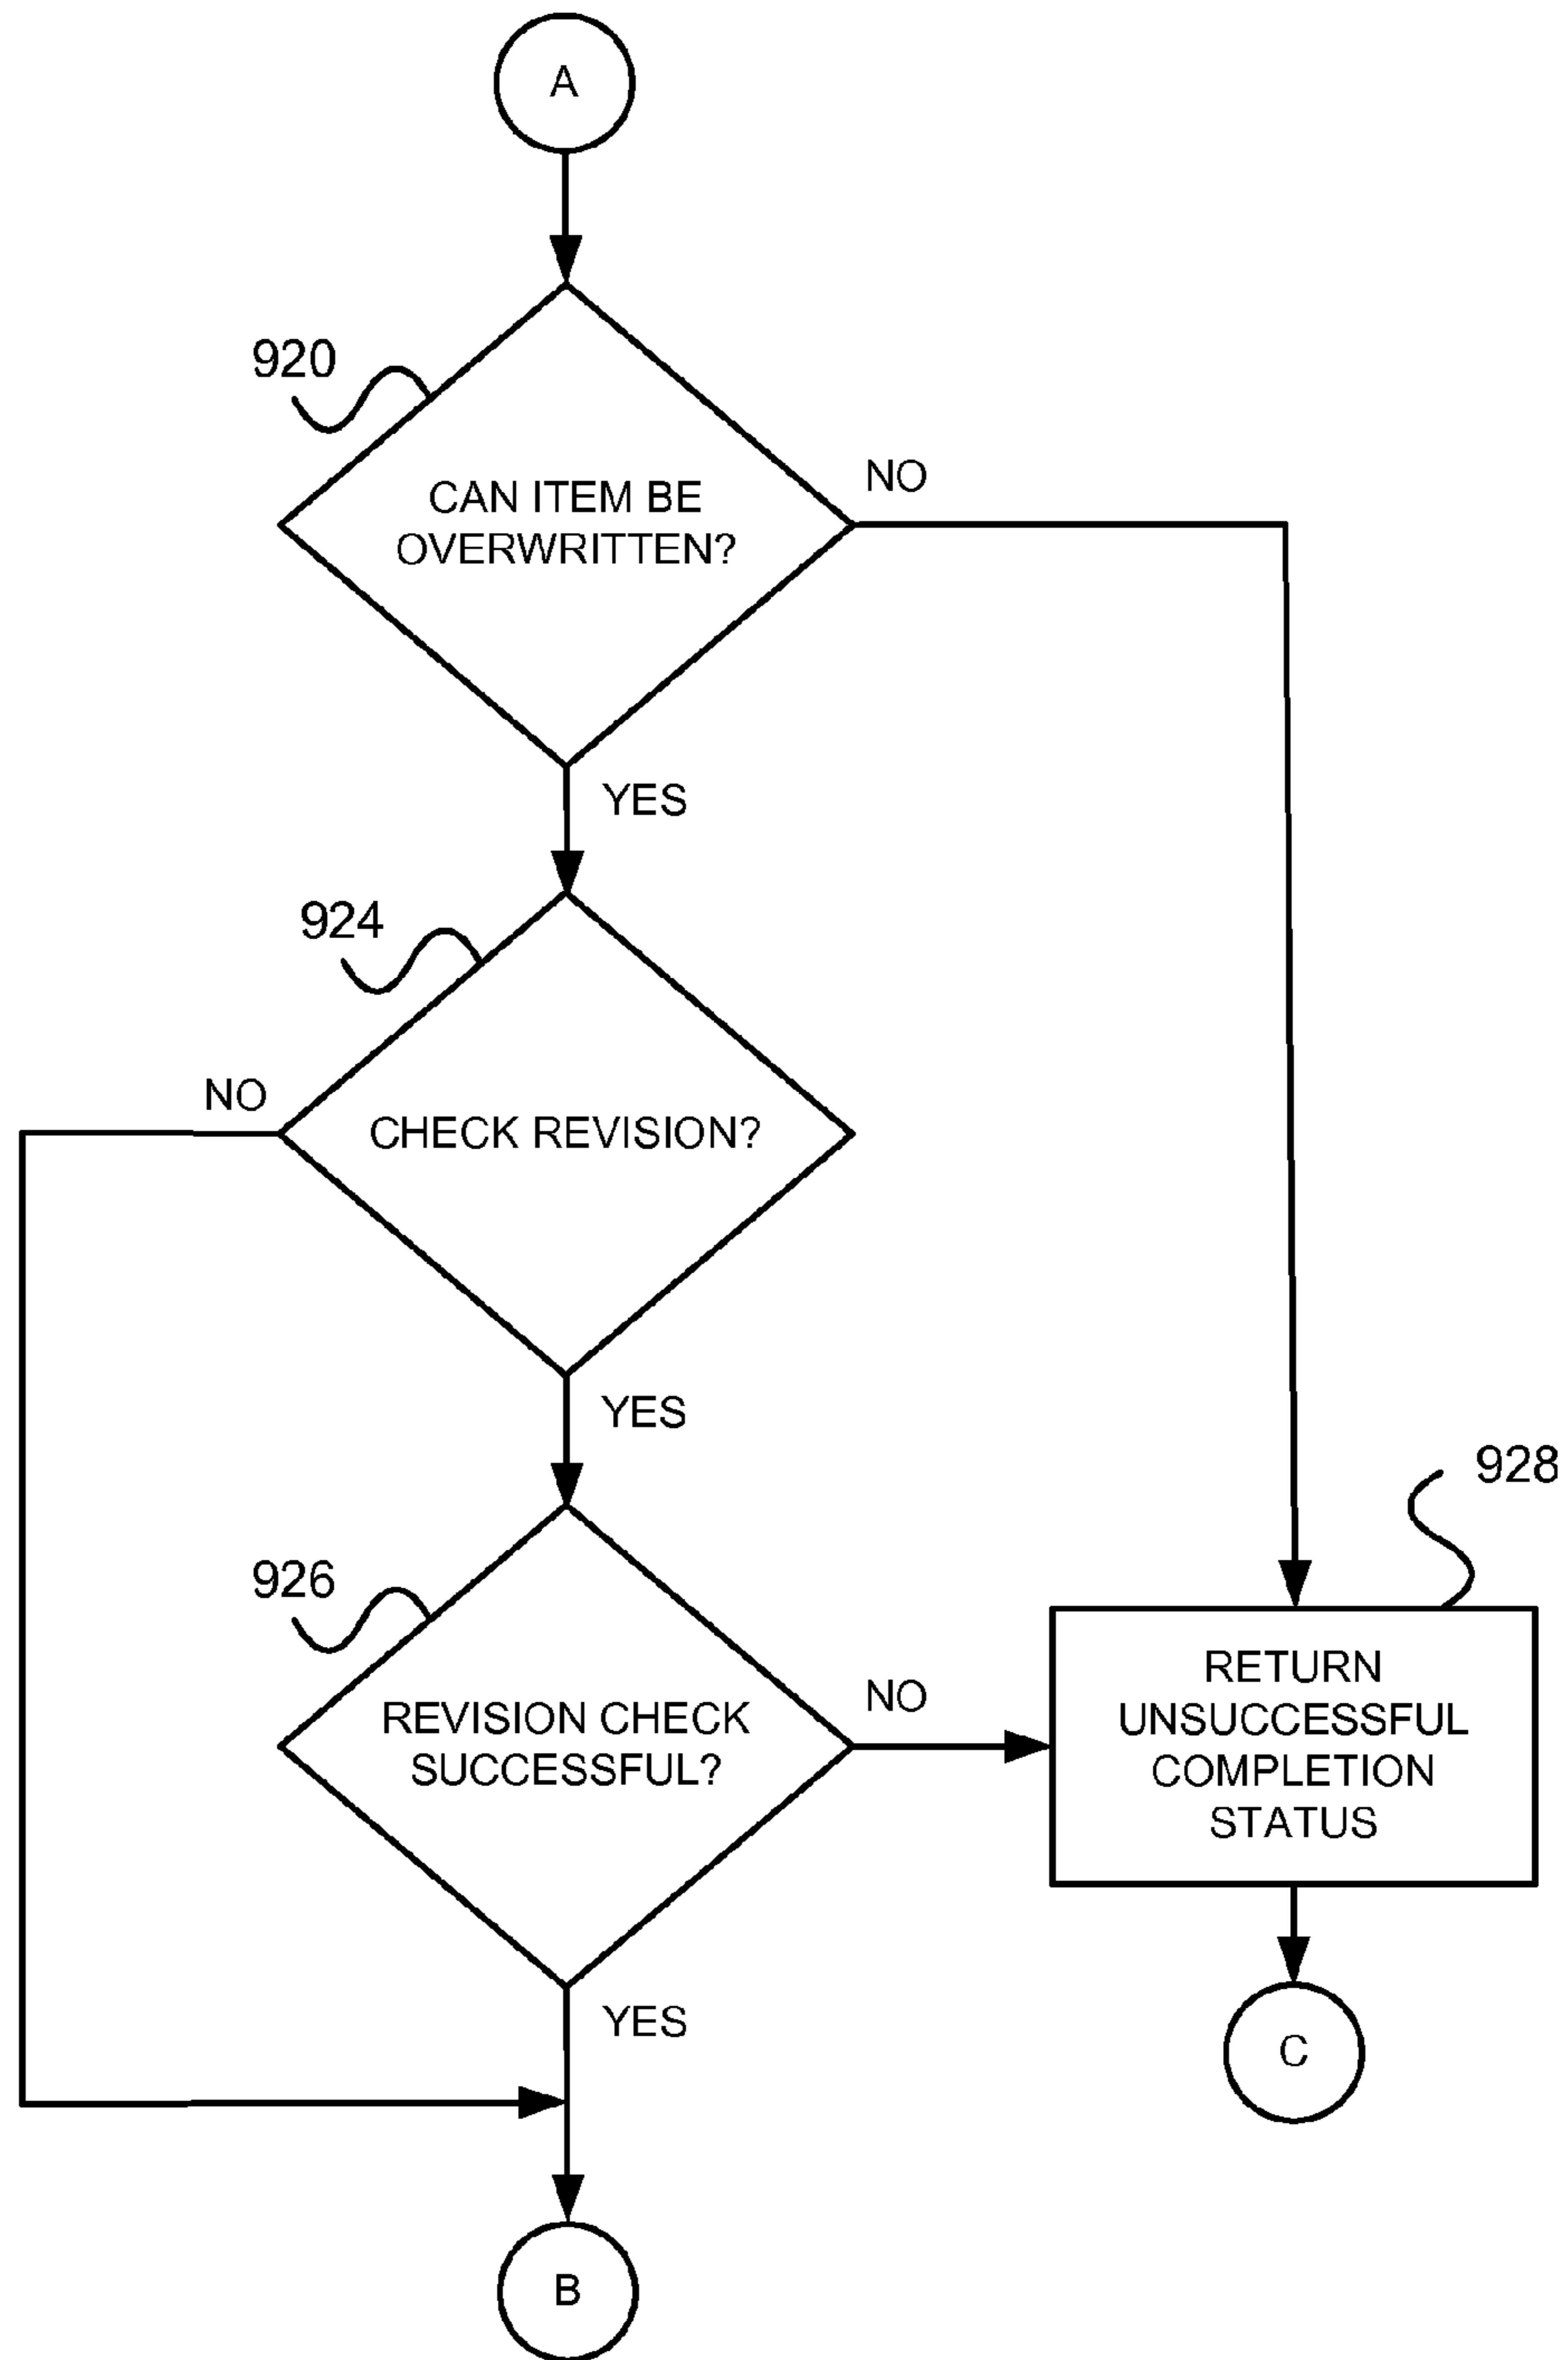 A
920
CAN ITEM BE
OVERWRITTEN?
NO
YES
924
NO
CHECK REVISION?
YES
928
926
REVISION CHECK
SUCCESSFUL?
NO
RETURN
UNSUCCESSFUL
COMPLETION
STATUS
YES
C
B